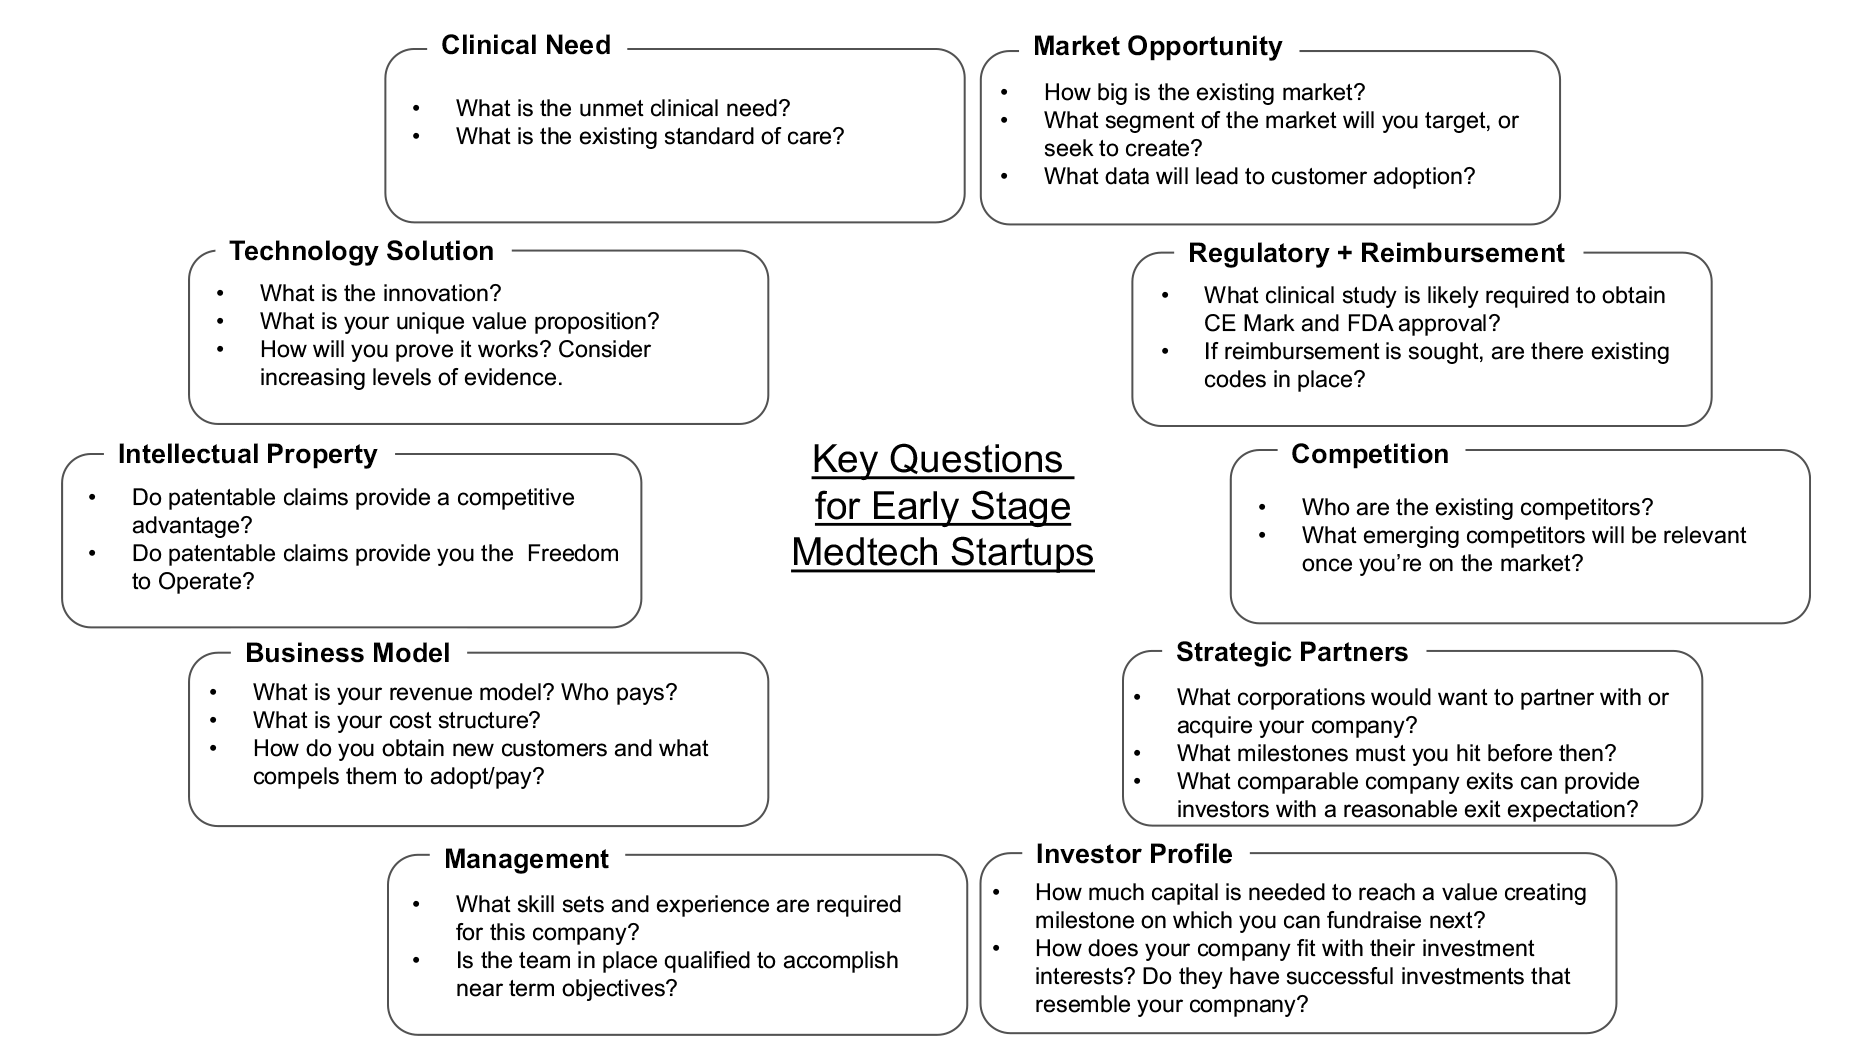 Clinical Need
• What is the unmet clinical need?
• What is the existing standard of care?
Market Opportunity
• How big is the existing market?
• What segment of the market will you target, or
seek to create?
• What data will lead to customer adoption?
Technology Solution
• What is the innovation?
• What is your unique value proposition?
• How will you prove it works? Consider
increasing levels of evidence.
Regulatory + Reimbursement
• What clinical study is likely required to obtain
CE Mark and FDA approval?
• If reimbursement is sought, are there existing
codes in place?
Intellectual Property
• Do patentable claims provide a competitive
advantage?
• Do patentable claims provide you the Freedom
to Operate?
Key Questions
for Early Stage
Medtech Startups
Competition
• Who are the existing competitors?
• What emerging competitors will be relevant
once you’re on the market?
Business Model
• What is your revenue model? Who pays?
• What is your cost structure?
• How do you obtain new customers and what
compels them to adopt/pay?
Strategic Partners
• What corporations would want to partner with or
acquire your company?
• What milestones must you hit before then?
• What comparable company exits can provide
investors with a reasonable exit expectation?
Management
• What skill sets and experience are required
for this company?
• Is the team in place qualified to accomplish
near term objectives?
Investor Profile
• How much capital is needed to reach a value creating
milestone on which you can fundraise next?
• How does your company fit with their investment
interests? Do they have successful investments that
resemble your compnany?